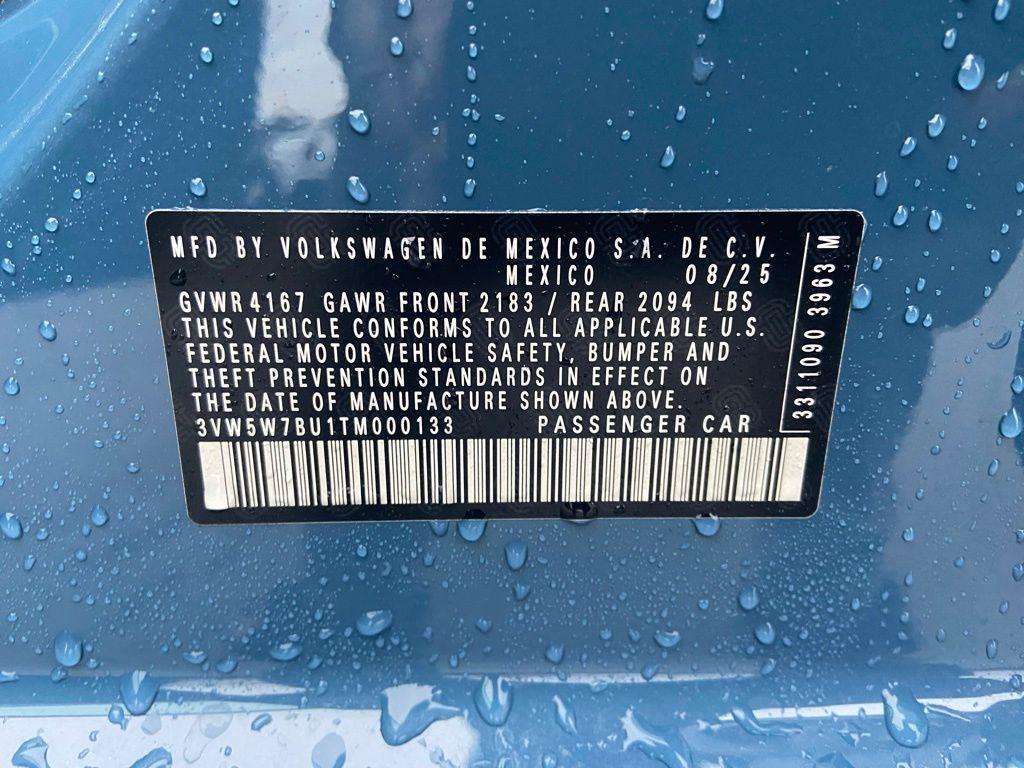 MFD BY VOLKSWAGEN DE MEXICO S.A. DE C.V.
MEXICO 08/25
GVWR 4167 GAWR FRONT 2183 / REAR 2094 LBS
THIS VEHICLE CONFORMS TO ALL APPLICABLE U.S.
FEDERAL MOTOR VEHICLE SAFETY, BUMPER AND
THEFT PREVENTION STANDARDS IN EFFECT ON
THE DATE OF MANUFACTURE SHOWN ABOVE.
3VW5W7BU1TM000133 PASSENGER CAR
3311090 3963 M